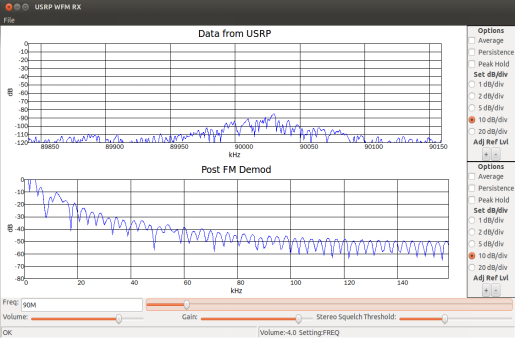 USRP WFM RX
File
Data from USRP
Options
Average
Persistence
Peak Hold
Set dB/div
1 dB/div
2 dB/div
5 dB/div
10 dB/div
20 dB/div
Adj Ref Lvl
+ -
dB
0
-10
-20
-30
-40
-50
-60
-70
-80
-90
-100
-110
-120
89850 89900 89950 90000 90050 90100 90150
kHz
Post FM Demod
Options
Average
Persistence
Peak Hold
Set dB/div
1 dB/div
2 dB/div
5 dB/div
10 dB/div
20 dB/div
Adj Ref Lvl
+ -
dB
0
-10
-20
-30
-40
-50
-60
-70
-80
0 20 40 60 80 100 120 140
kHz
Freq: 90M
Volume: Gain: Stereo Squelch Threshold:
OK Volume:-4.0 Setting:FREQ